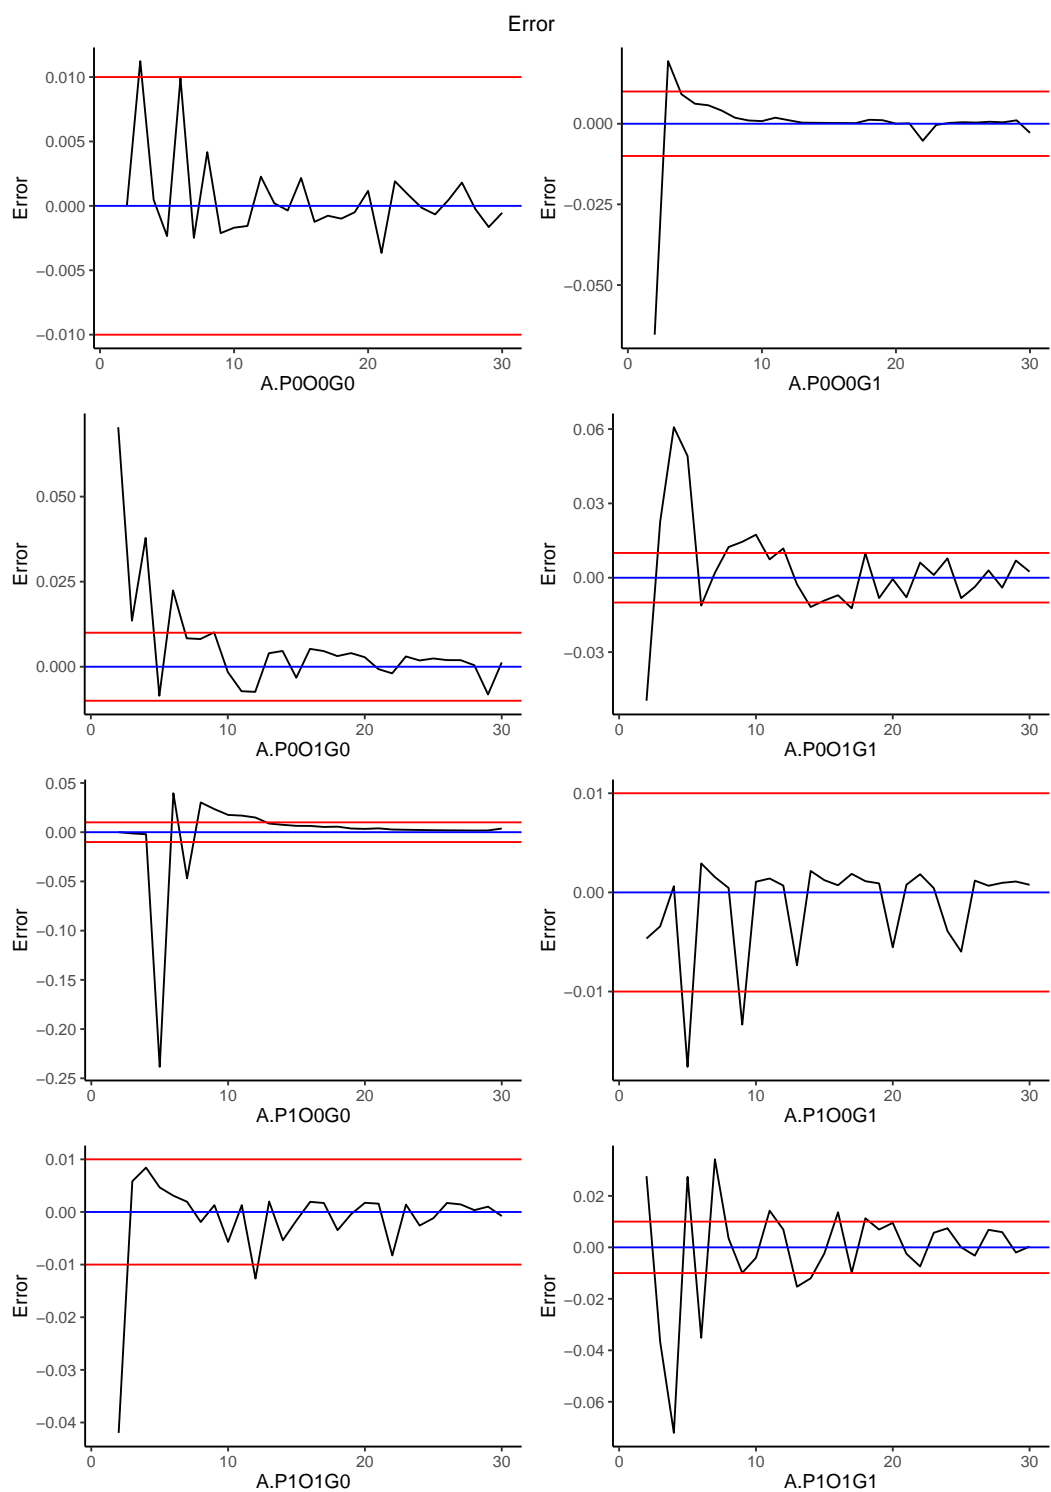 Error
Error
0.010
0.005
0.000
−0.005
−0.010
0 10 20 30
A.P0O0G0
Error
0.000
−0.025
−0.050
0 10 20 30
A.P0O0G1
Error
0.050
0.025
0.000
0 10 20 30
A.P0O1G0
Error
0.06
0.03
0.00
−0.03
0 10 20 30
A.P0O1G1
Error
0.05
0.00
−0.05
−0.10
−0.15
−0.20
−0.25
0 10 20 30
A.P1O0G0
Error
0.01
0.00
−0.01
0 10 20 30
A.P1O0G1
Error
0.01
0.00
−0.01
−0.02
−0.03
−0.04
0 10 20 30
A.P1O1G0
Error
0.02
0.00
−0.02
−0.04
−0.06
0 10 20 30
A.P1O1G1